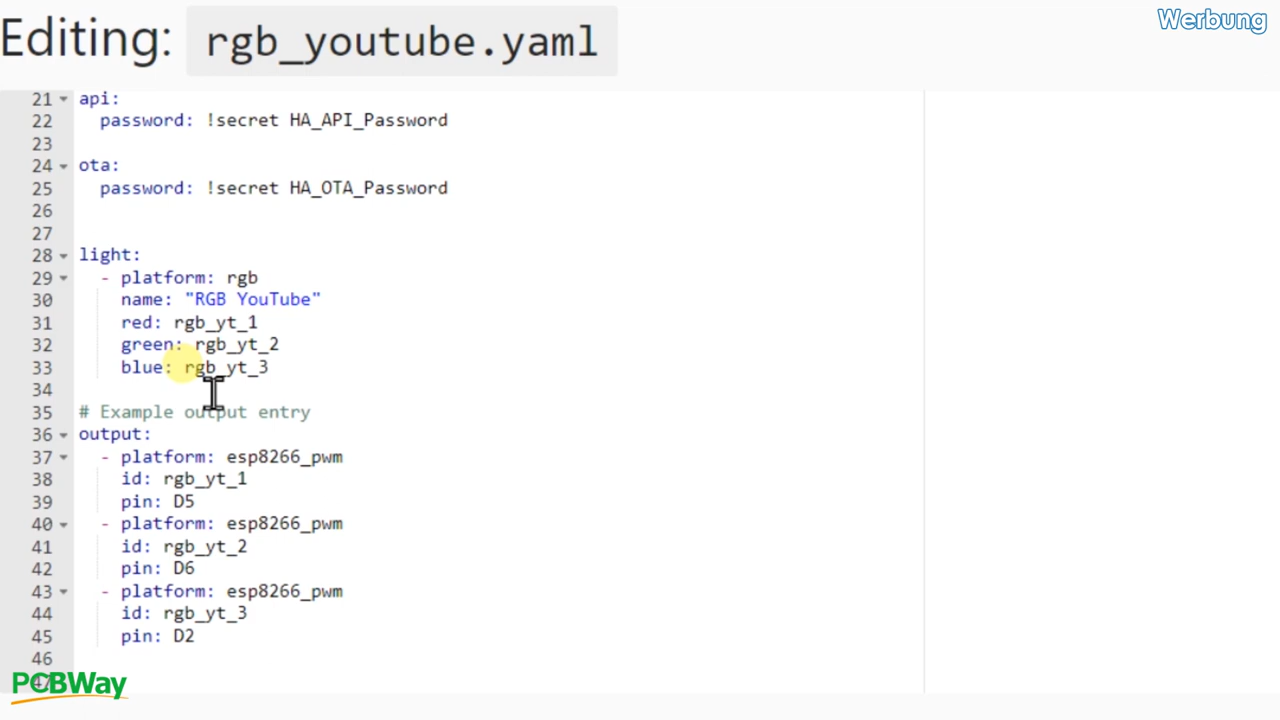 Werbung
Editing: rgb_youtube.yaml
21 api:
22 password: !secret HA_API_Password
23
24 ota:
25 password: !secret HA_OTA_Password
26
27
28 light:
29 - platform: rgb
30 name: "RGB YouTube"
31 red: rgb_yt_1
32 green: rgb_yt_2
33 blue: rgb_yt_3
34
35 # Example output entry
36 output:
37 - platform: esp8266_pwm
38 id: rgb_yt_1
39 pin: D5
40 - platform: esp8266_pwm
41 id: rgb_yt_2
42 pin: D6
43 - platform: esp8266_pwm
44 id: rgb_yt_3
45 pin: D2
46
47
PCBWay